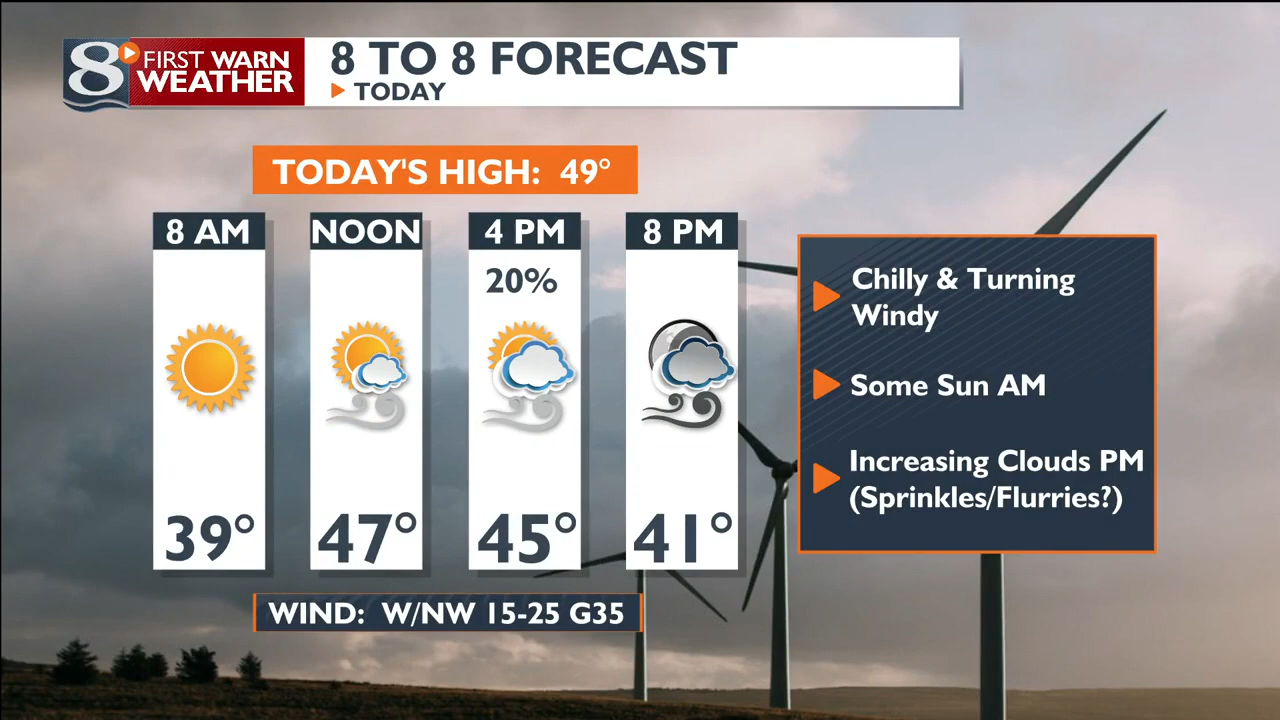 8 FIRST WARN
WEATHER
8 TO 8 FORECAST
TODAY
TODAY'S HIGH: 49°
8 AM
39°
NOON
47°
4 PM
20%
45°
8 PM
41°
WIND: W/NW 15-25 G35
Chilly & Turning
Windy
Some Sun AM
Increasing Clouds PM
(Sprinkles/Flurries?)